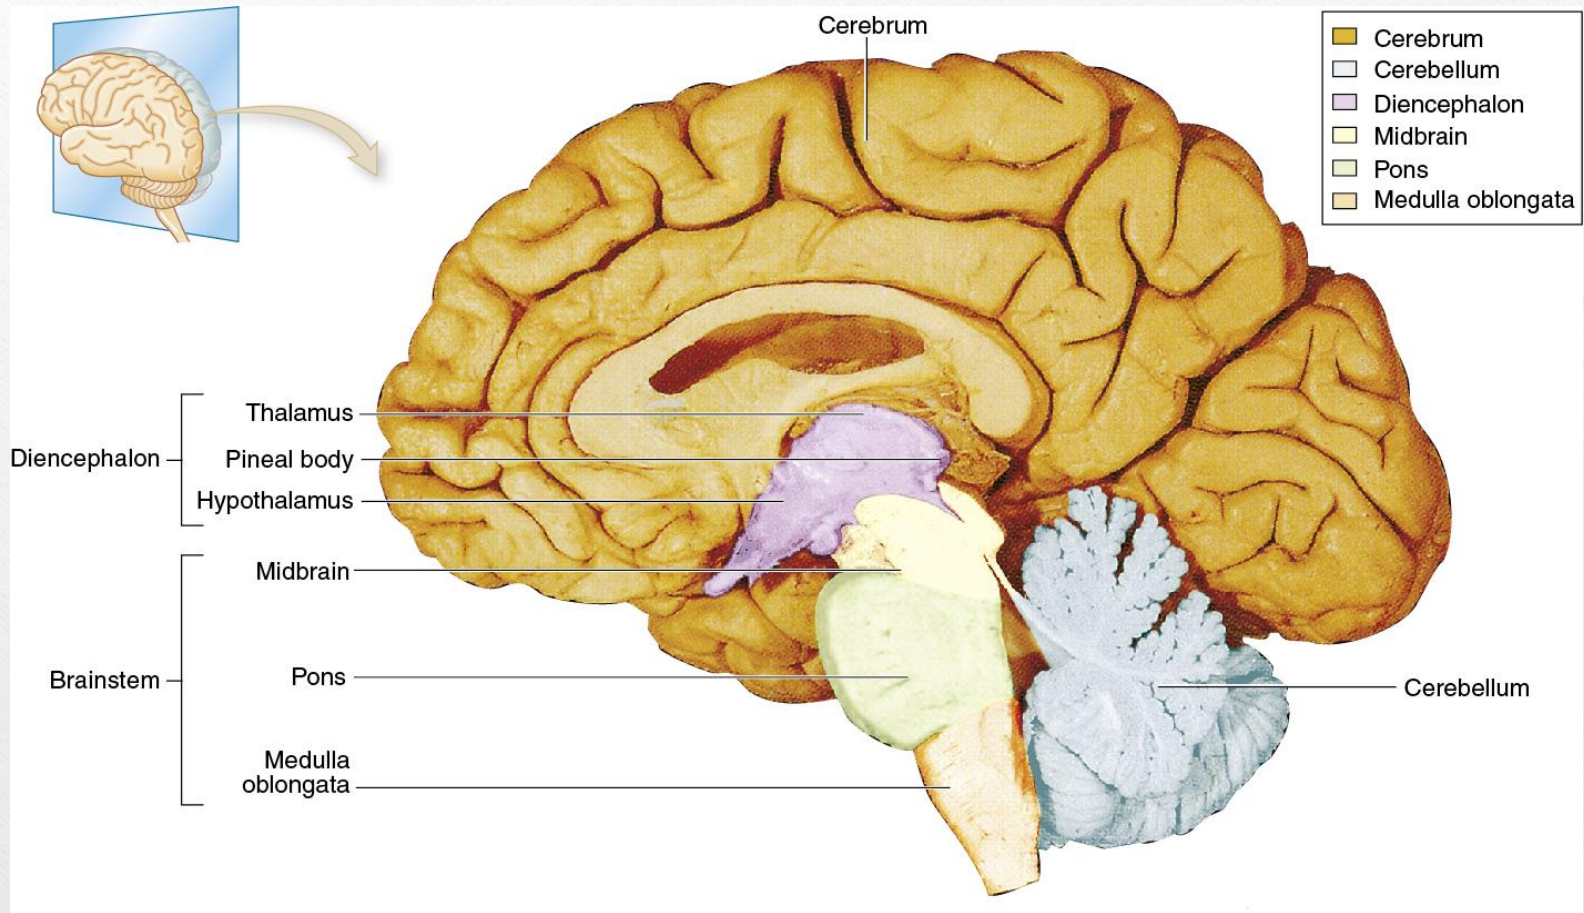 Cerebrum
Cerebrum
Cerebellum
Diencephalon
Midbrain
Pons
Medulla oblongata
Diencephalon
Thalamus
Pineal body
Hypothalamus
Brainstem
Midbrain
Pons
Medulla
oblongata
Cerebellum